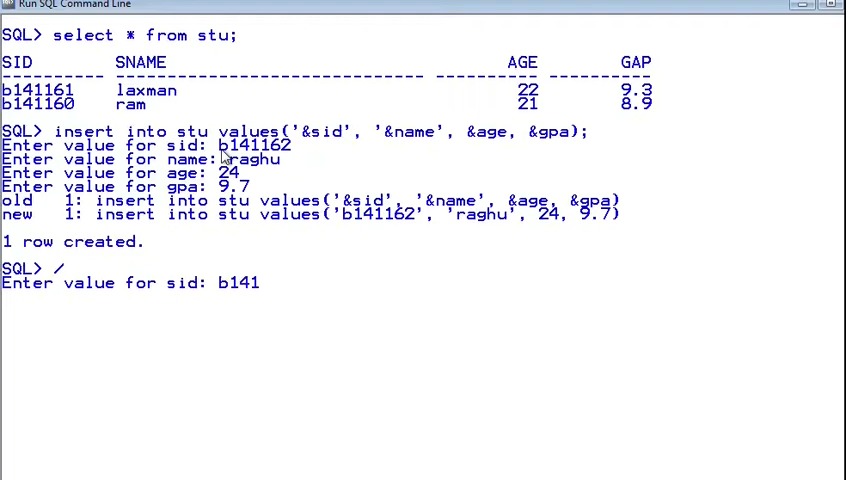 Run SQL Command Line
SQL> select * from stu;
SID SNAME AGE GAP
---------- ------------------------------ ---------- ----------
b141161 laxman 22 9.3
b141160 ram 21 8.9
SQL> insert into stu values('&sid', '&name', &age, &gpa);
Enter value for sid: b141162
Enter value for name: raghu
Enter value for age: 24
Enter value for gpa: 9.7
old 1: insert into stu values('&sid', '&name', &age, &gpa)
new 1: insert into stu values('b141162', 'raghu', 24, 9.7)
1 row created.
SQL> /
Enter value for sid: b141